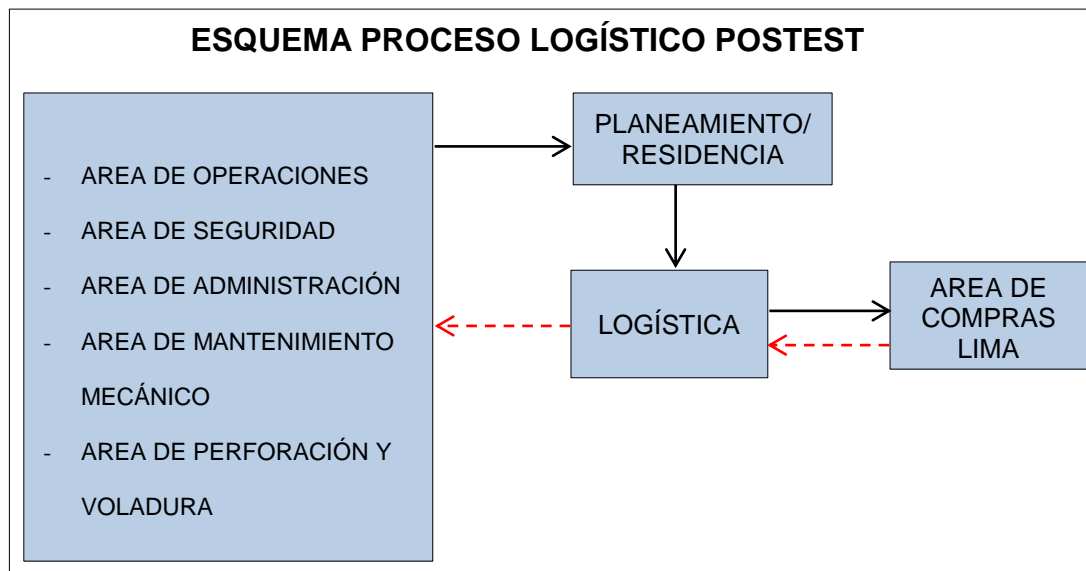 ESQUEMA PROCESO LOGÍSTICO POSTEST
- AREA DE OPERACIONES
- AREA DE SEGURIDAD
- AREA DE ADMINISTRACIÓN
- AREA DE MANTENIMIENTO
MECÁNICO
- AREA DE PERFORACIÓN Y
VOLADURA
PLANEAMIENTO/
RESIDENCIA
LOGÍSTICA
AREA DE
COMPRAS
LIMA